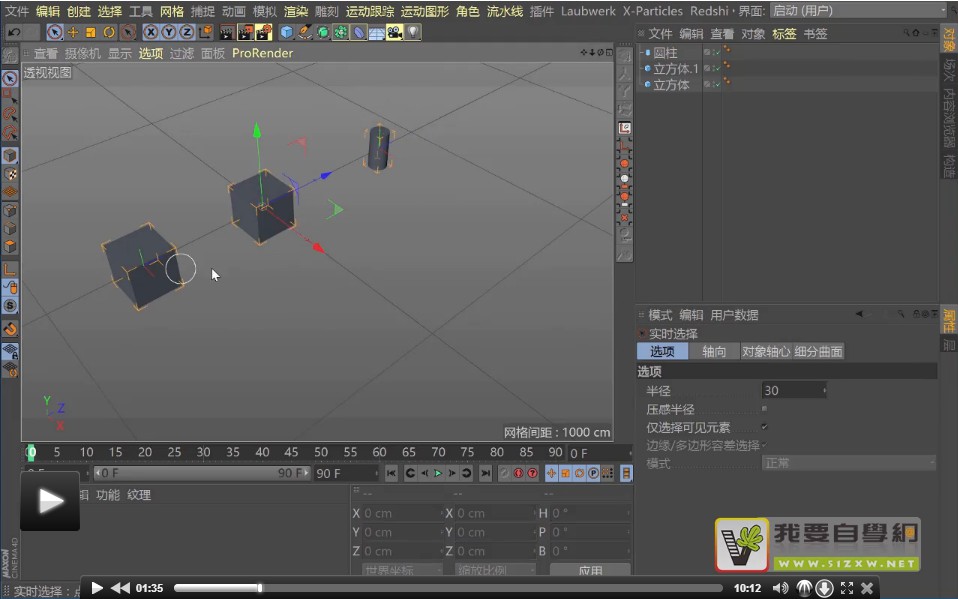 文件 编辑 创建 选择 工具 网格 捕捉 动画 模拟 渲染 雕刻 运动跟踪 运动图形 角色 流水线 插件 Laubwerk X-Particles Redshi 界面: 启动 (用户)
查看 摄像机 显示 选项 过滤 面板 ProRender
透视视图
Y Z X
网格间距 : 1000 cm
文件 编辑 查看 对象 标签 书签
圆柱
立方体.1
立方体
对象 场次 内容浏览器 构造
模式 编辑 用户数据
实时选择
选项 轴向 对象轴心 细分曲面
选项
半径 30
压感半径
仅选择可见元素
边缘/多边形容差选择
模式 正常
属性 层
0 5 10 15 20 25 30 35 40 45 50 55 60 65 70 75 80 85 90 0 F
0 F 90 F 90 F
功能 纹理
-- -- --
X 0 cm X 0 cm H 0 °
Y 0 cm Y 0 cm P 0 °
Z 0 cm Z 0 cm B 0 °
世界坐标 缩放比例 应用
MAXON CINEMA4D
实时选择 :
01:35 10:12
我要自學網
WWW.51ZXW.NET